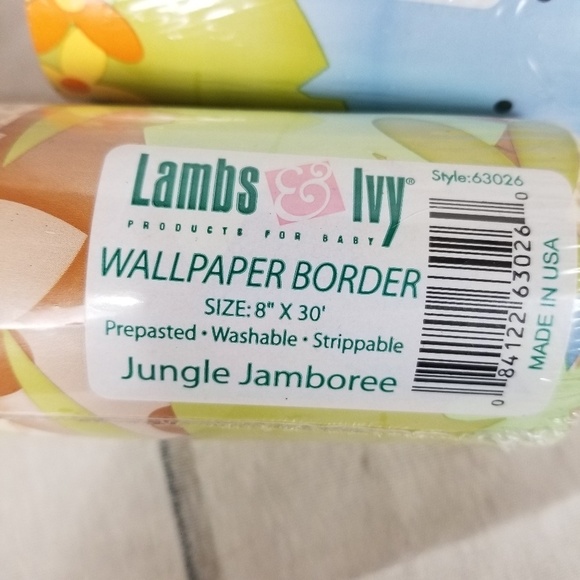 Lambs & Ivy®
PRODUCTS FOR BABY
Style:63026
WALLPAPER BORDER
SIZE: 8" X 30'
Prepasted • Washable • Strippable
Jungle Jamboree
0 84122 63026 0
MADE IN USA